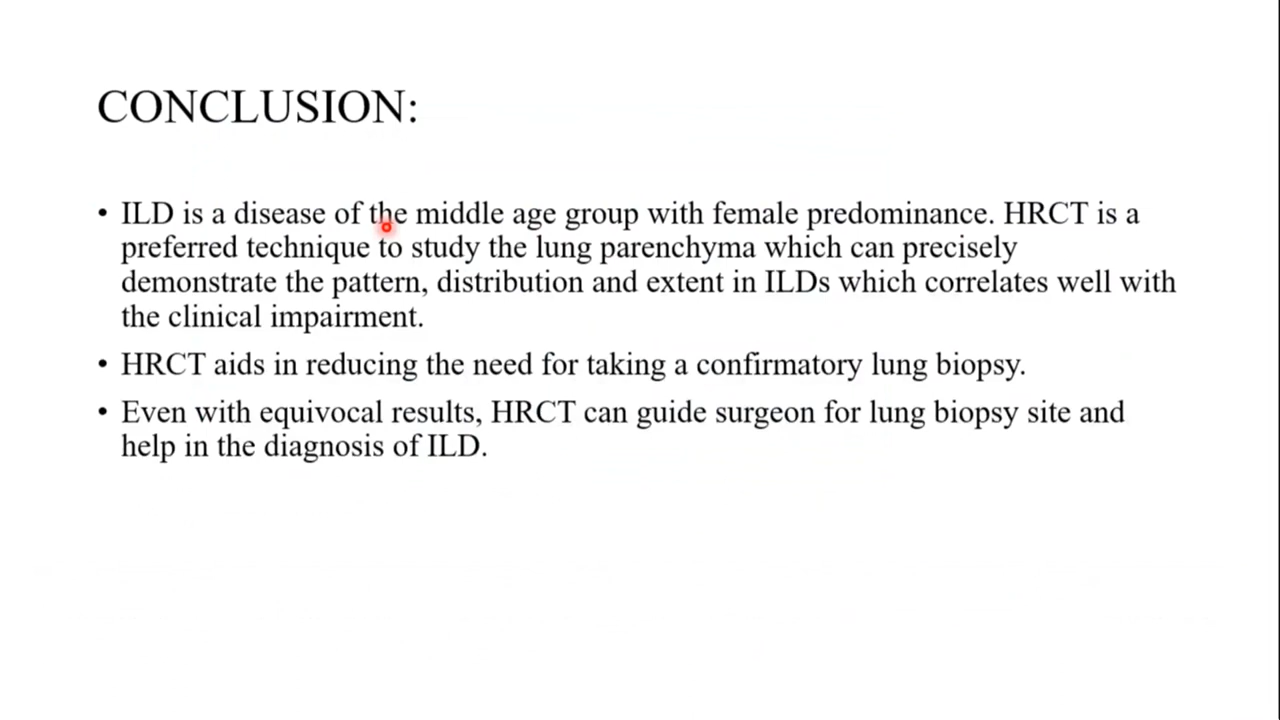 CONCLUSION:
• ILD is a disease of the middle age group with female predominance. HRCT is a
preferred technique to study the lung parenchyma which can precisely
demonstrate the pattern, distribution and extent in ILDs which correlates well with
the clinical impairment.
• HRCT aids in reducing the need for taking a confirmatory lung biopsy.
• Even with equivocal results, HRCT can guide surgeon for lung biopsy site and
help in the diagnosis of ILD.